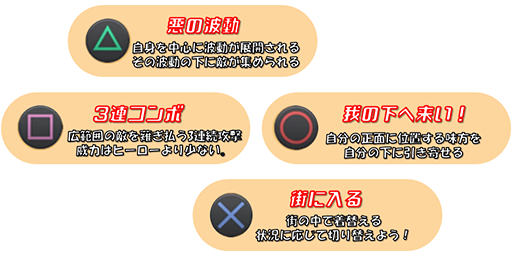 悪の波動
自身を中心に波動が展開される
その波動の下に敵が集められる
3連コンボ
広範囲の敵を薙ぎ払う3連続攻撃
威力はヒーローより少ない。
我の下へ来い！
自分の正面に位置する味方を
自分の下に引き寄せる
街に入る
街の中で着替える
状況に応じて切り替えよう！